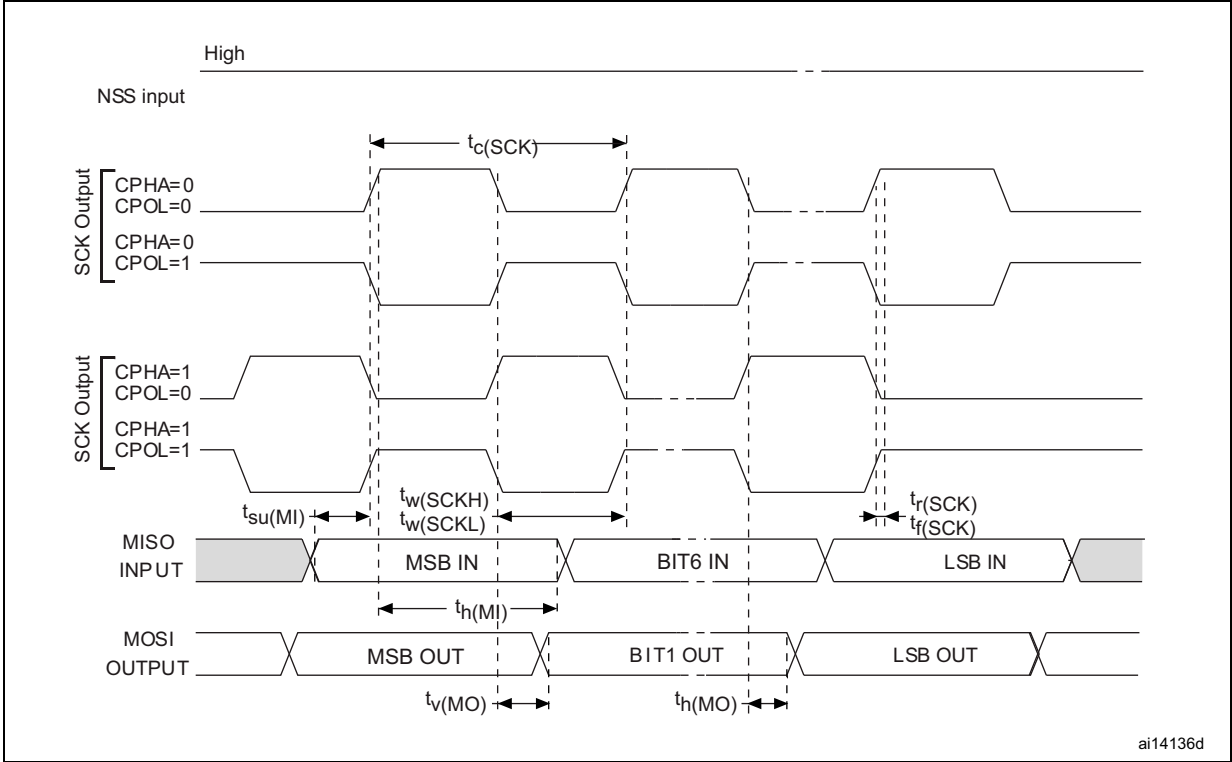 High
NSS input
tc(SCK)
SCK Output
CPHA=0
CPOL=0
CPHA=0
CPOL=1
SCK Output
CPHA=1
CPOL=0
CPHA=1
CPOL=1
tsu(MI)
tw(SCKH)
tw(SCKL)
tr(SCK)
tf(SCK)
MISO
INPUT
MSB IN
BIT6 IN
LSB IN
th(MI)
MOSI
OUTPUT
MSB OUT
BIT1 OUT
LSB OUT
tv(MO)
th(MO)
ai14136d